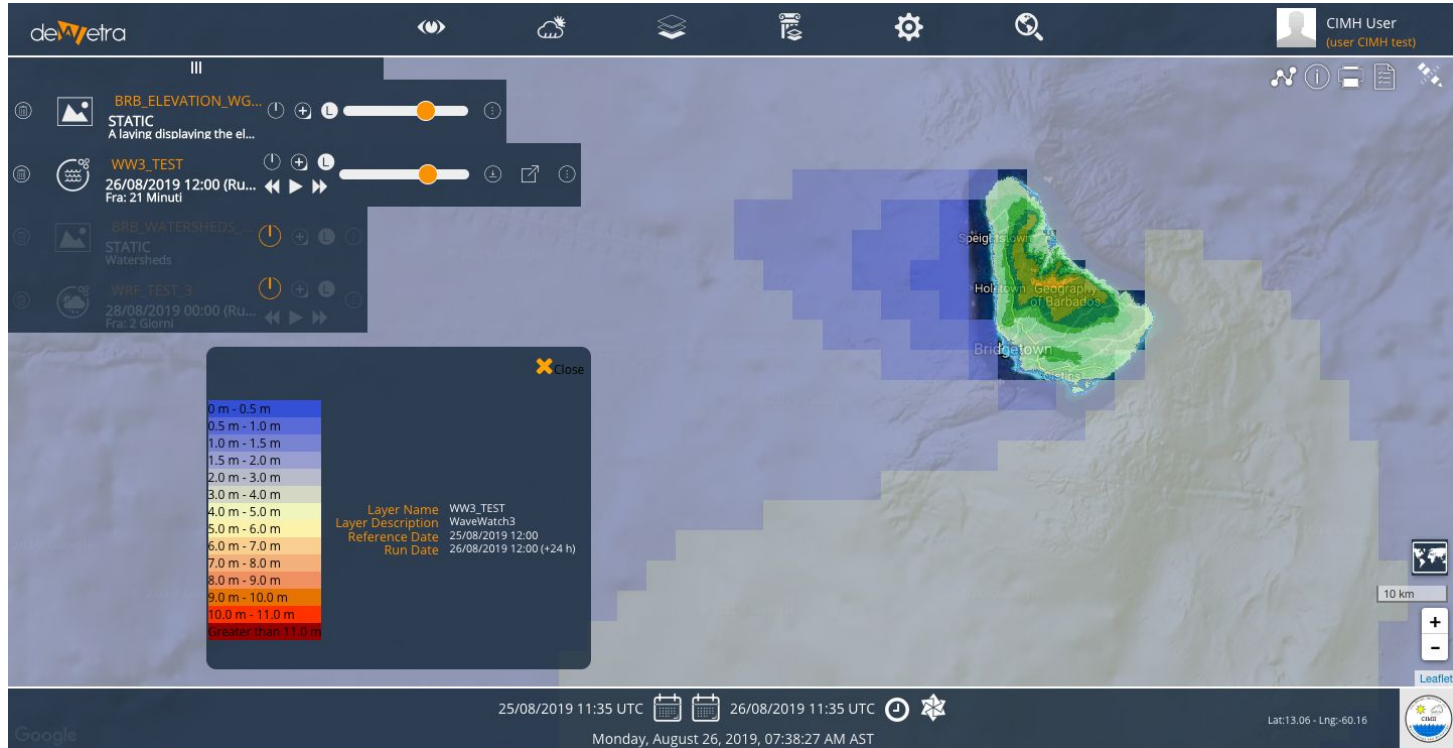 dewetra
CIMH User
(user CIMH test)
BRB_ELEVATION_WG...
STATIC
A laying displaying the el...
WW3_TEST
26/08/2019 12:00 (Ru...
Fra: 21 Minuti
BRB_WATERSHEDS_...
STATIC
Watersheds
WRF_TEST_3
28/08/2019 00:00 (Ru...
Fra: 2 Giorni
L
L
L
L
Speightstown
Holetown
Geography
of Barbados
Bridgetown
Oistins
Close
0 m - 0.5 m
0.5 m - 1.0 m
1.0 m - 1.5 m
1.5 m - 2.0 m
2.0 m - 3.0 m
3.0 m - 4.0 m
4.0 m - 5.0 m
5.0 m - 6.0 m
6.0 m - 7.0 m
7.0 m - 8.0 m
8.0 m - 9.0 m
9.0 m - 10.0 m
10.0 m - 11.0 m
Greater than 11.0 m
Layer Name WW3_TEST
Layer Description WaveWatch3
Reference Date 25/08/2019 12:00
Run Date 26/08/2019 12:00 (+24 h)
10 km
+
−
Leaflet
25/08/2019 11:35 UTC 26/08/2019 11:35 UTC
Monday, August 26, 2019, 07:38:27 AM AST
Lat:13.06 - Lng:-60.16
CIMH
Google